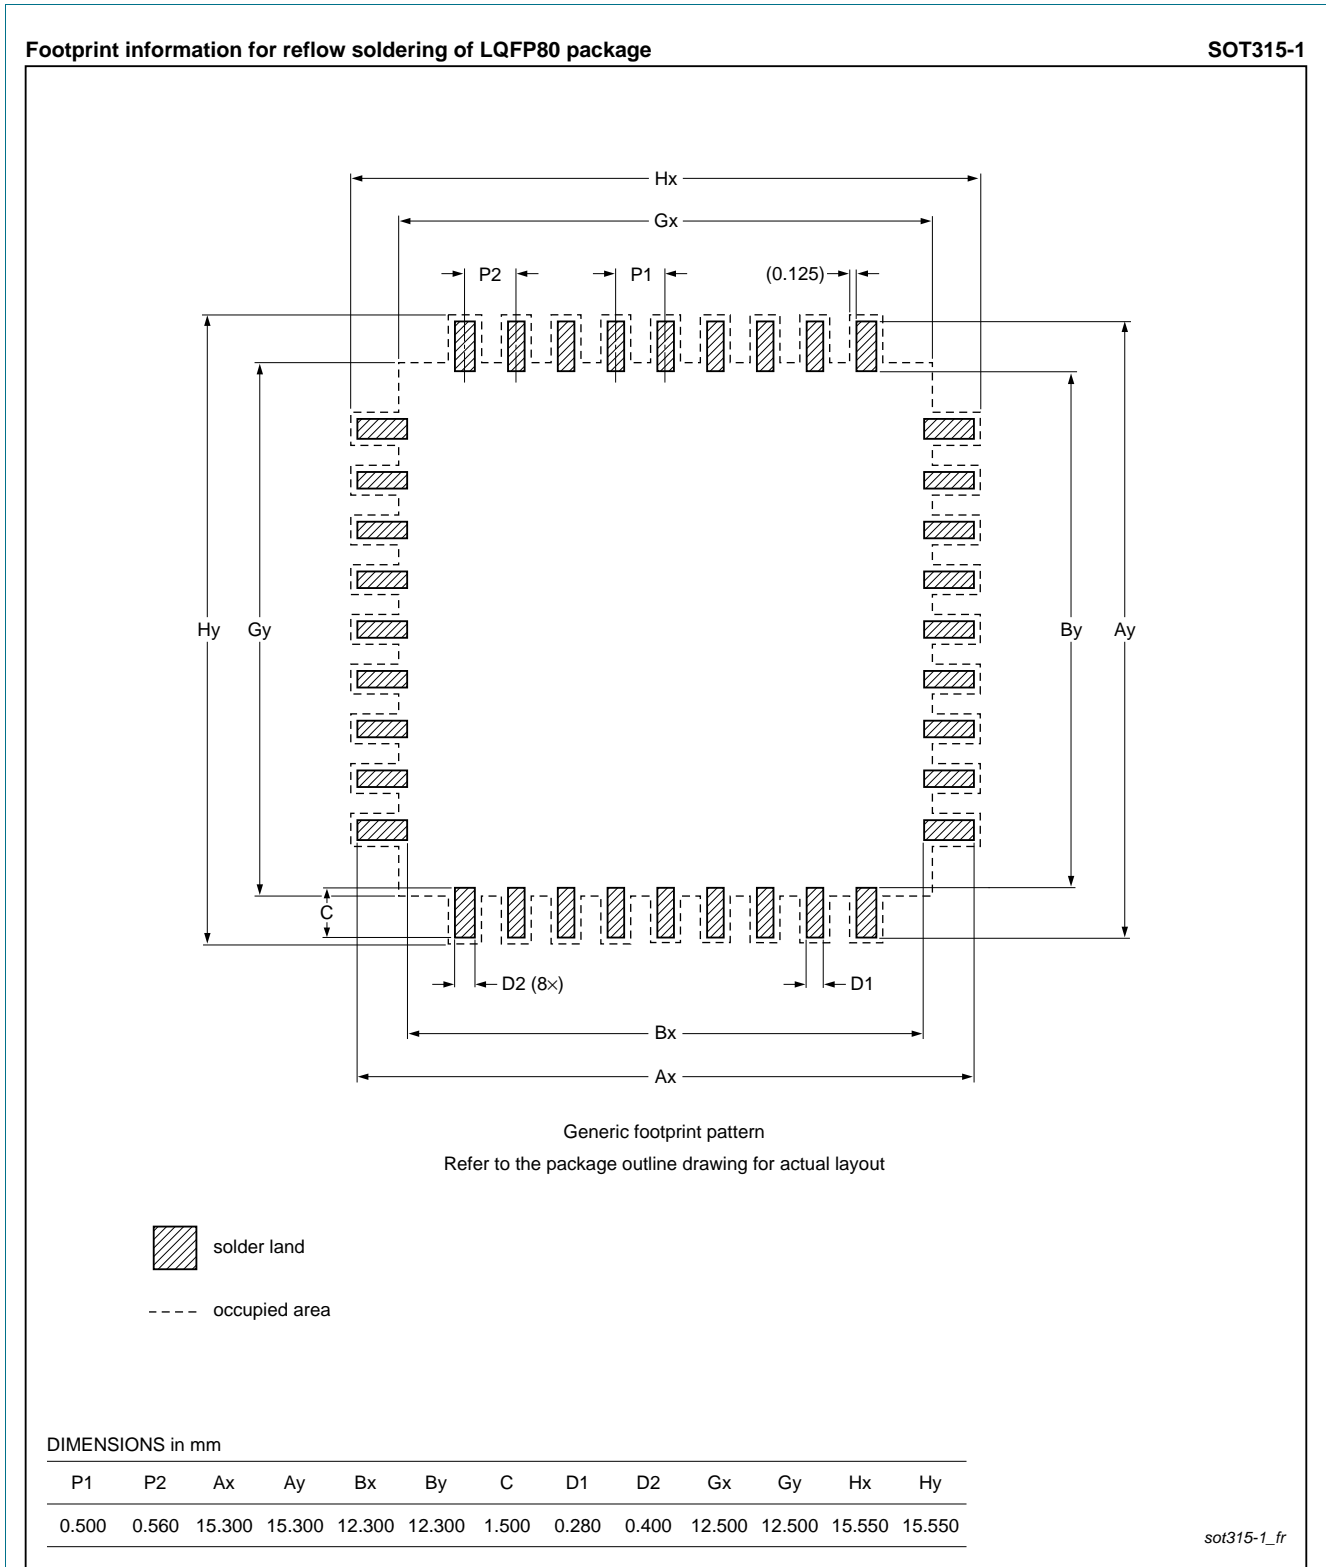 Footprint information for reflow soldering of LQFP80 package SOT315-1
Hx
Gx
P2 P1 (0.125)
Hy Gy By Ay
C
D2 (8×) D1
Bx
Ax
Generic footprint pattern
Refer to the package outline drawing for actual layout
solder land
occupied area
DIMENSIONS in mm
P1 P2 Ax Ay Bx By C D1 D2 Gx Gy Hx Hy
0.500 0.560 15.300 15.300 12.300 12.300 1.500 0.280 0.400 12.500 12.500 15.550 15.550
sot315-1_fr